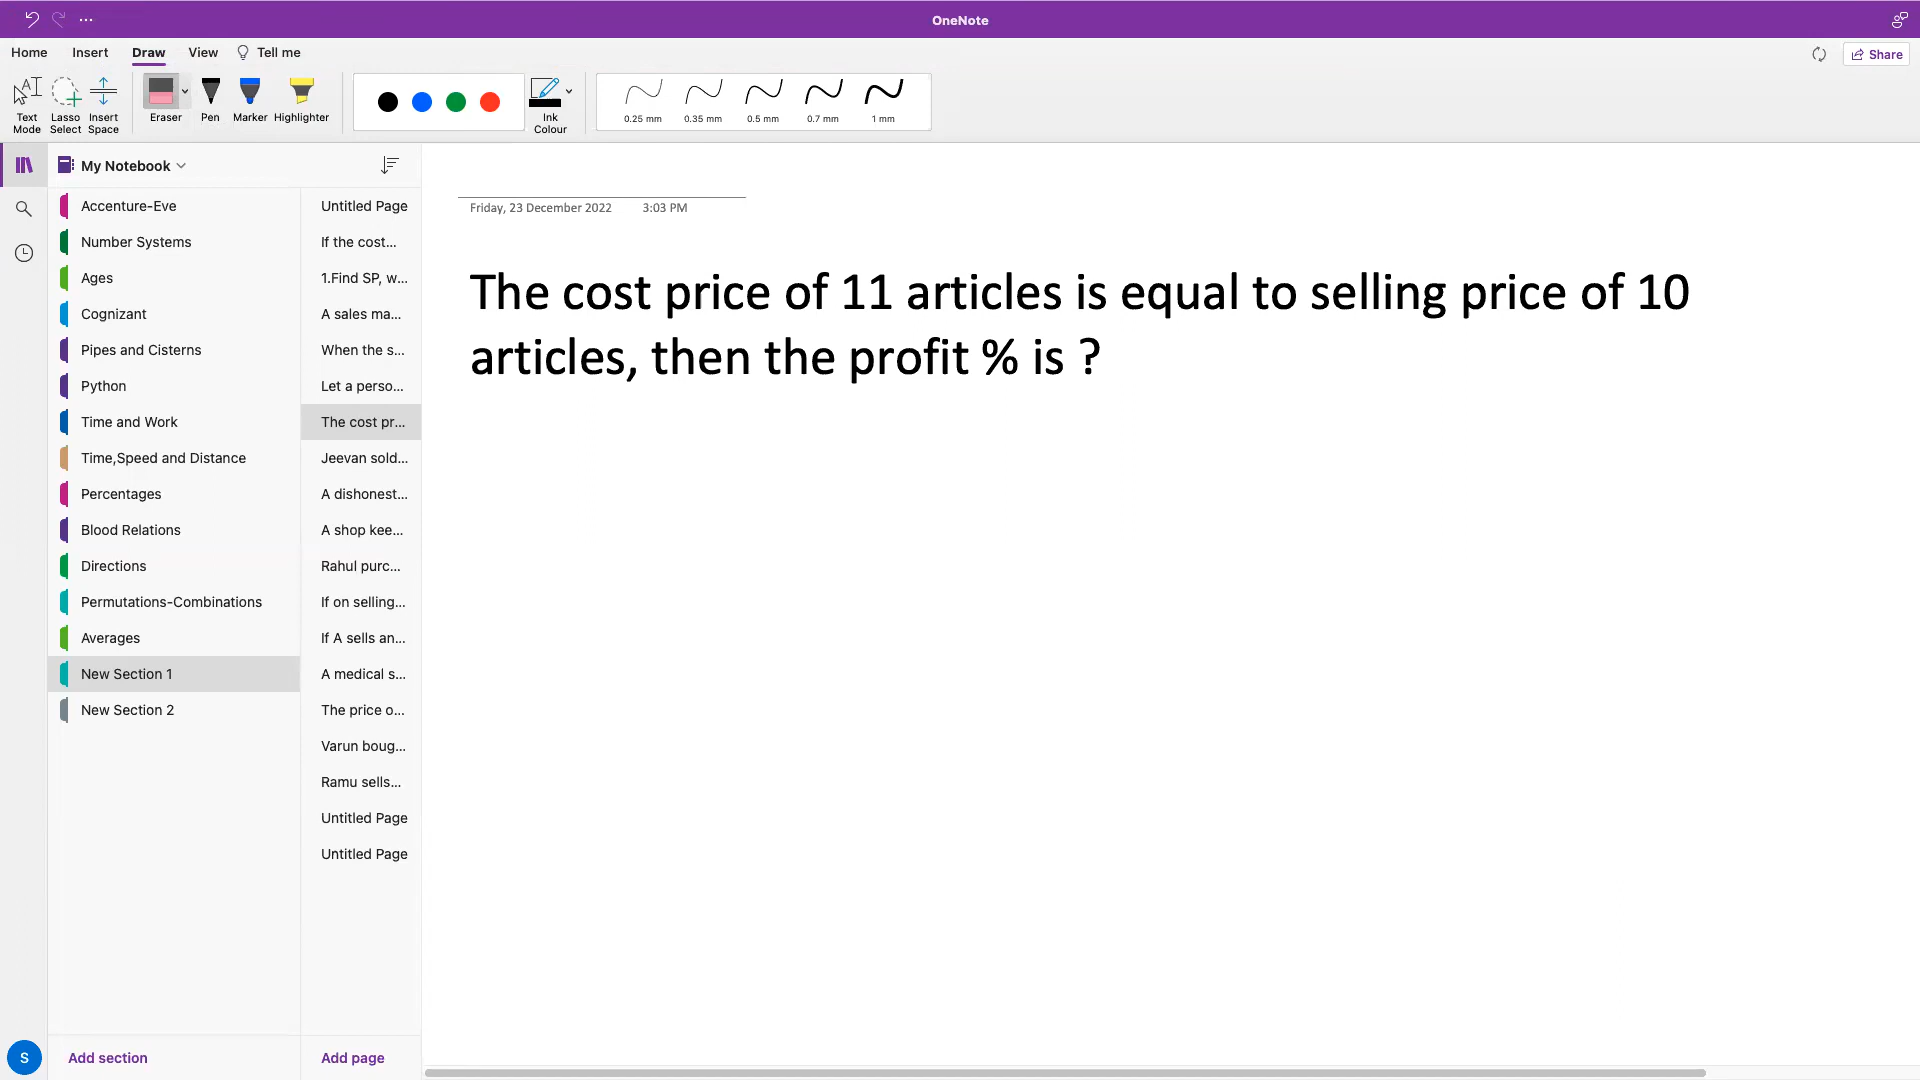 OneNote
Home Insert Draw View Tell me
Share
Text Mode
Lasso Select
Insert Space
Eraser
Pen
Marker
Highlighter
Ink Colour
0.25 mm 0.35 mm 0.5 mm 0.7 mm 1 mm
My Notebook
Accenture-Eve
Number Systems
Ages
Cognizant
Pipes and Cisterns
Python
Time and Work
Time,Speed and Distance
Percentages
Blood Relations
Directions
Permutations-Combinations
Averages
New Section 1
New Section 2
Add section
Untitled Page
If the cost...
1.Find SP, w...
A sales ma...
When the s...
Let a perso...
The cost pr...
Jeevan sold...
A dishonest...
A shop kee...
Rahul purc...
If on selling...
If A sells an...
A medical s...
The price o...
Varun boug...
Ramu sells...
Untitled Page
Untitled Page
Add page
Friday, 23 December 2022 3:03 PM
The cost price of 11 articles is equal to selling price of 10
articles, then the profit % is ?
S